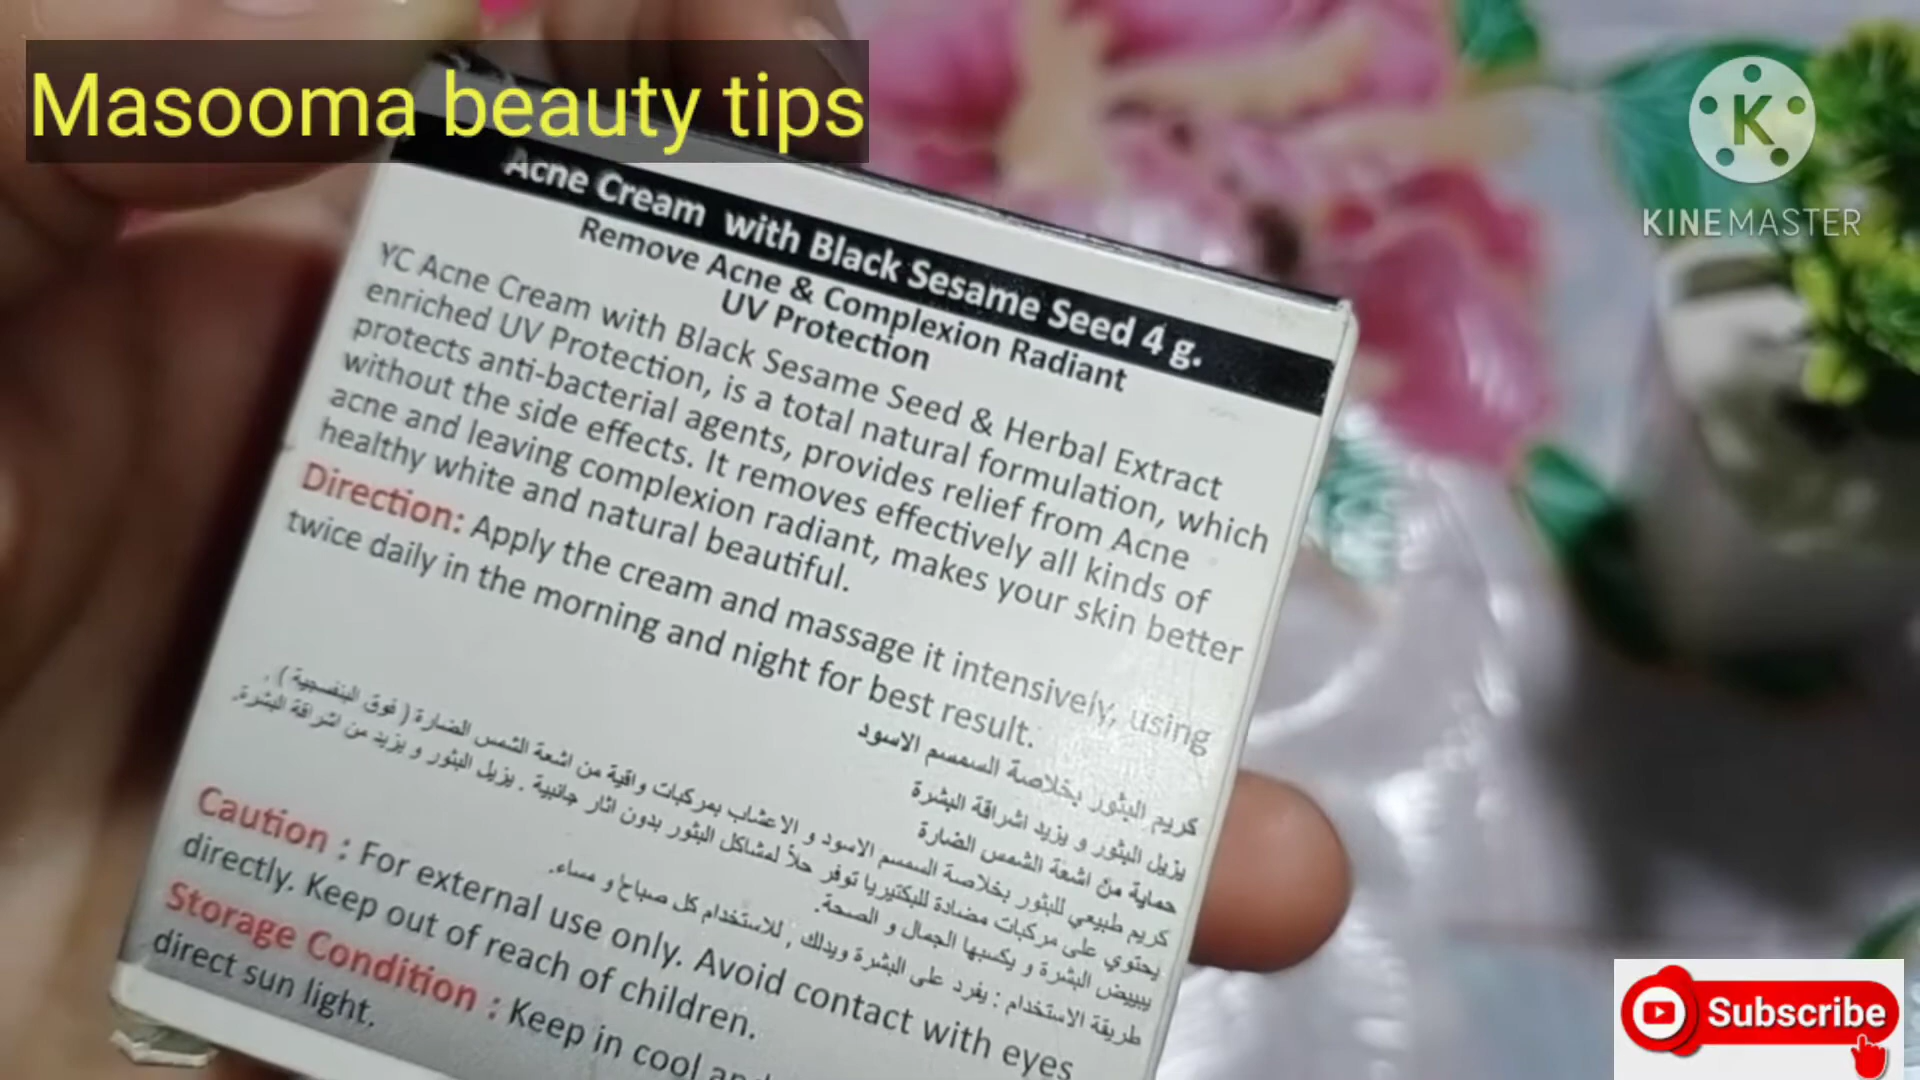 Masooma beauty tips
K
KINEMASTER
Acne Cream with Black Sesame Seed 4 g.
Remove Acne & Complexion Radiant
UV Protection
YC Acne Cream with Black Sesame Seed & Herbal Extract
enriched UV Protection, is a total natural formulation, which
protects anti-bacterial agents, provides relief from Acne
without the side effects. It removes effectively all kinds of
acne and leaving complexion radiant, makes your skin better
healthy white and natural beautiful.
Direction: Apply the cream and massage it intensively, using
twice daily in the morning and night for best result.
كريم البثور بخلاصة السمسم الاسود
يزيل البثور و يزيد اشراقة البشرة
حماية من اشعة الشمس الضارة
كريم طبيعي للبثور بخلاصة السمسم الاسود و الاعشاب بمركبات واقية من اشعة الشمس الضارة ( فوق البنفسجية ) ,
يحتوي على مركبات مضادة للبكتيريا توفر حلاً لمشاكل البثور بدون اثار جانبية . يزيل البثور و يزيد من اشراقة البشرة.
يبييض البشرة و يكسبها الجمال و الصحة.
طريقة الاستخدام : يفرد على البشرة ويدلك , للاستخدام كل صباح و مساء.
Caution : For external use only. Avoid contact with eyes
directly. Keep out of reach of children.
Storage Condition : Keep in cool and
direct sun light.
Subscribe